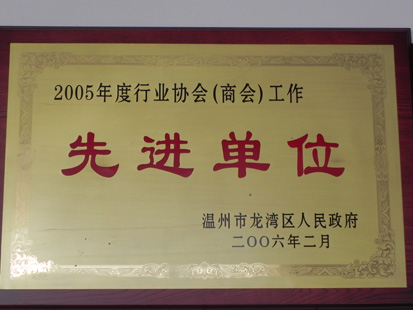 2005年度行业协会(商会)工作
先进单位
温州市龙湾区人民政府
二〇〇六年二月